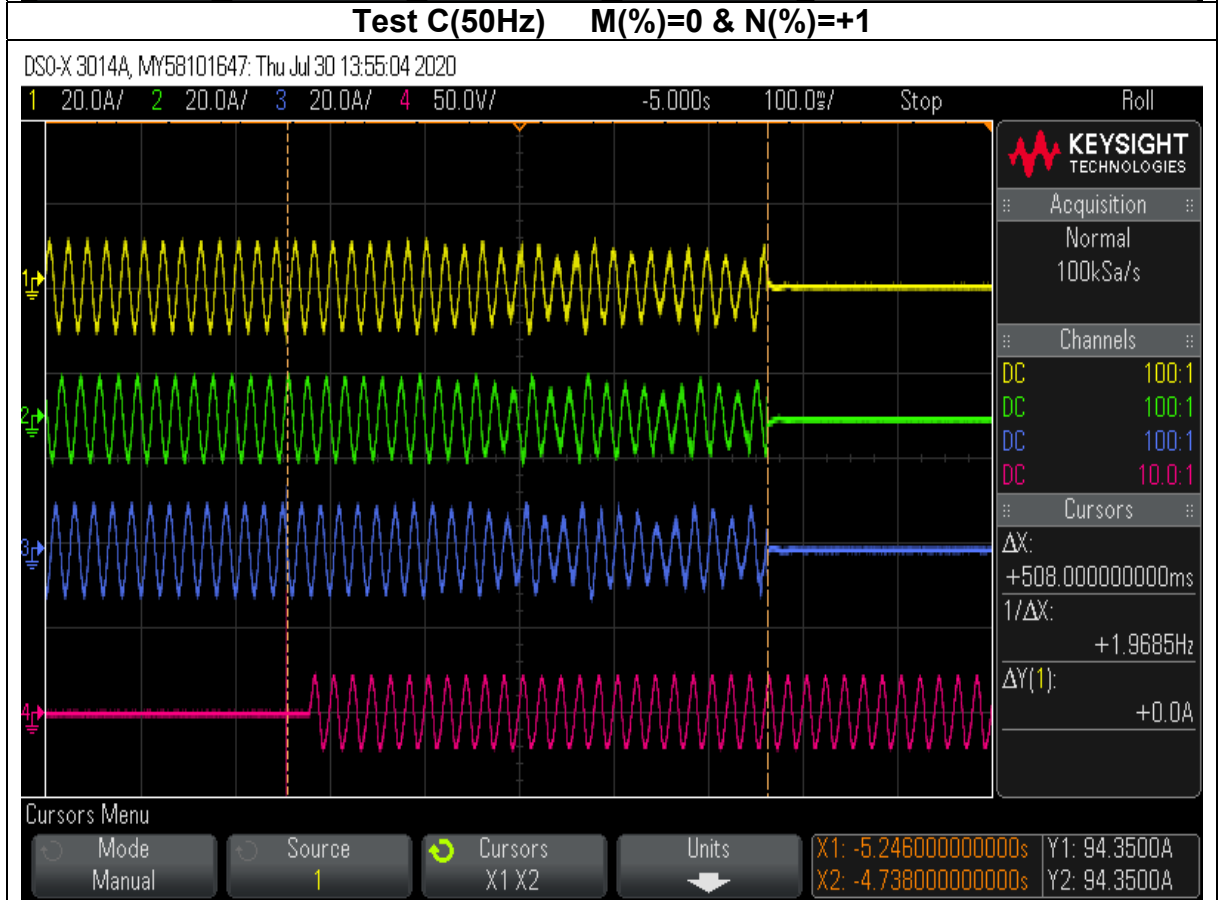 Test C(50Hz) M(%)=0 & N(%)=+1
DSO-X 3014A, MY58101647: Thu Jul 30 13:55:04 2020
1 20.0A/ 2 20.0A/ 3 20.0A/ 4 50.0V/ -5.000s 100.0ms/ Stop Roll
KEYSIGHT
TECHNOLOGIES
Acquisition
Normal
100kSa/s
Channels
DC 100:1
DC 100:1
DC 100:1
DC 10.0:1
Cursors
ΔX:
+508.000000000ms
1/ΔX:
+1.9685Hz
ΔY(1):
+0.0A
1
2
3
4
Cursors Menu
Mode
Manual
Source
1
Cursors
X1 X2
Units
X1: -5.246000000000s
X2: -4.738000000000s
Y1: 94.3500A
Y2: 94.3500A